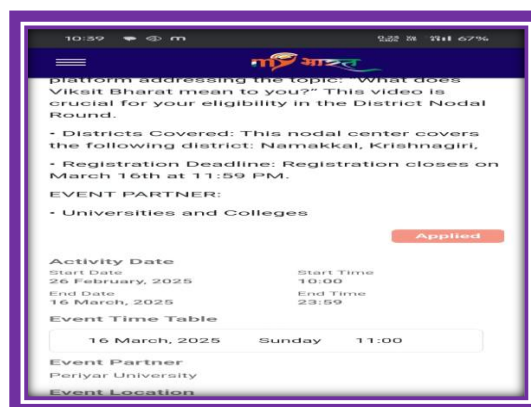 10:59 67%
my भारत
platform addressing the topic: "What does
Viksit Bharat mean to you?" This video is
crucial for your eligibility in the District Nodal
Round.
• Districts Covered: This nodal center covers
the following district: Namakkal, Krishnagiri,
• Registration Deadline: Registration closes on
March 16th at 11:59 PM.
EVENT PARTNER:
• Universities and Colleges
Applied
Activity Date
Start Date Start Time
26 February, 2025 10:00
End Date End Time
16 March, 2025 23:59
Event Time Table
16 March, 2025 Sunday 11:00
Event Partner
Periyar University
Event Location